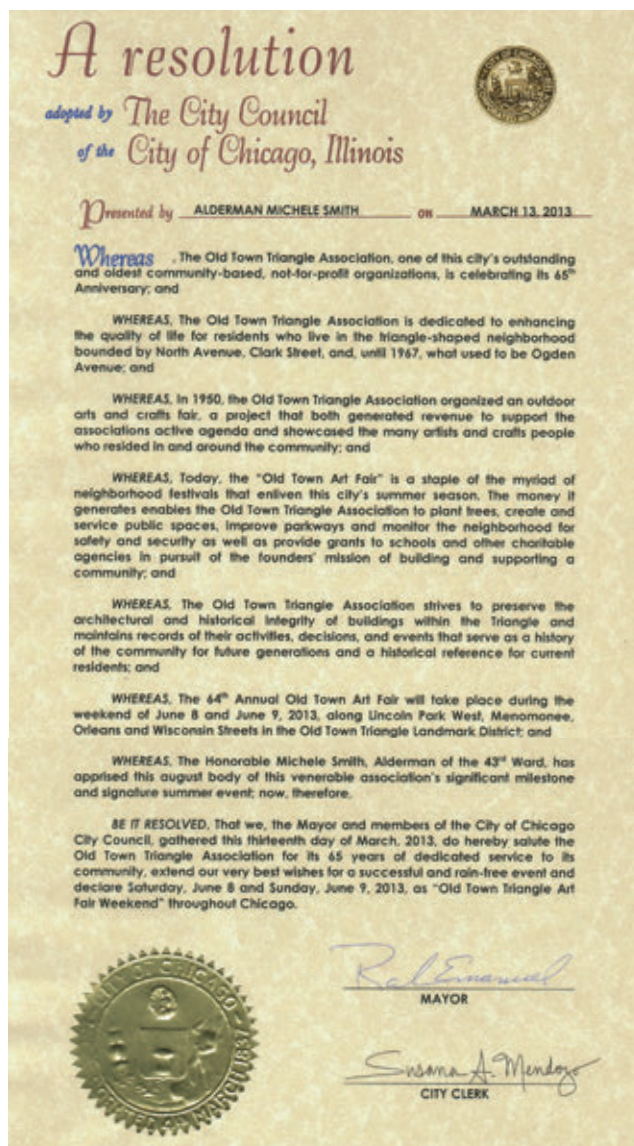 A resolution
adopted by The City Council
of the City of Chicago, Illinois
Presented by ALDERMAN MICHELE SMITH on MARCH 13, 2013
Whereas , The Old Town Triangle Association, one of this city's outstanding
and oldest community-based, not-for-profit organizations, is celebrating its 65th
Anniversary; and
WHEREAS, The Old Town Triangle Association is dedicated to enhancing
the quality of life for residents who live in the triangle-shaped neighborhood
bounded by North Avenue, Clark Street, and, until 1967, what used to be Ogden
Avenue; and
WHEREAS, In 1950, the Old Town Triangle Association organized an outdoor
arts and crafts fair, a project that both generated revenue to support the
associations active agenda and showcased the many artists and crafts people
who resided in and around the community; and
WHEREAS, Today, the "Old Town Art Fair" is a staple of the myriad of
neighborhood festivals that enliven this city's summer season. The money it
generates enables the Old Town Triangle Association to plant trees, create and
service public spaces, improve parkways and monitor the neighborhood for
safety and security as well as provide grants to schools and other charitable
agencies in pursuit of the founders' mission of building and supporting a
community; and
WHEREAS, The Old Town Triangle Association strives to preserve the
architectural and historical integrity of buildings within the Triangle and
maintains records of their activities, decisions, and events that serve as a history
of the community for future generations and a historical reference for current
residents; and
WHEREAS, The 64th Annual Old Town Art Fair will take place during the
weekend of June 8 and June 9, 2013, along Lincoln Park West, Menomonee,
Orleans and Wisconsin Streets in the Old Town Triangle Landmark District; and
WHEREAS, The Honorable Michele Smith, Alderman of the 43rd Ward, has
apprised this august body of this venerable association's significant milestone
and signature summer event; now, therefore,
BE IT RESOLVED, That we, the Mayor and members of the City of Chicago
City Council, gathered this thirteenth day of March, 2013, do hereby salute the
Old Town Triangle Association for its 65 years of dedicated service to its
community, extend our very best wishes for a successful and rain-free event and
declare Saturday, June 8 and Sunday, June 9, 2013, as "Old Town Triangle Art
Fair Weekend" throughout Chicago.
CITY OF CHICAGO
4th MARCH 1837
Rahm Emanuel
MAYOR
Susana A. Mendoza
CITY CLERK